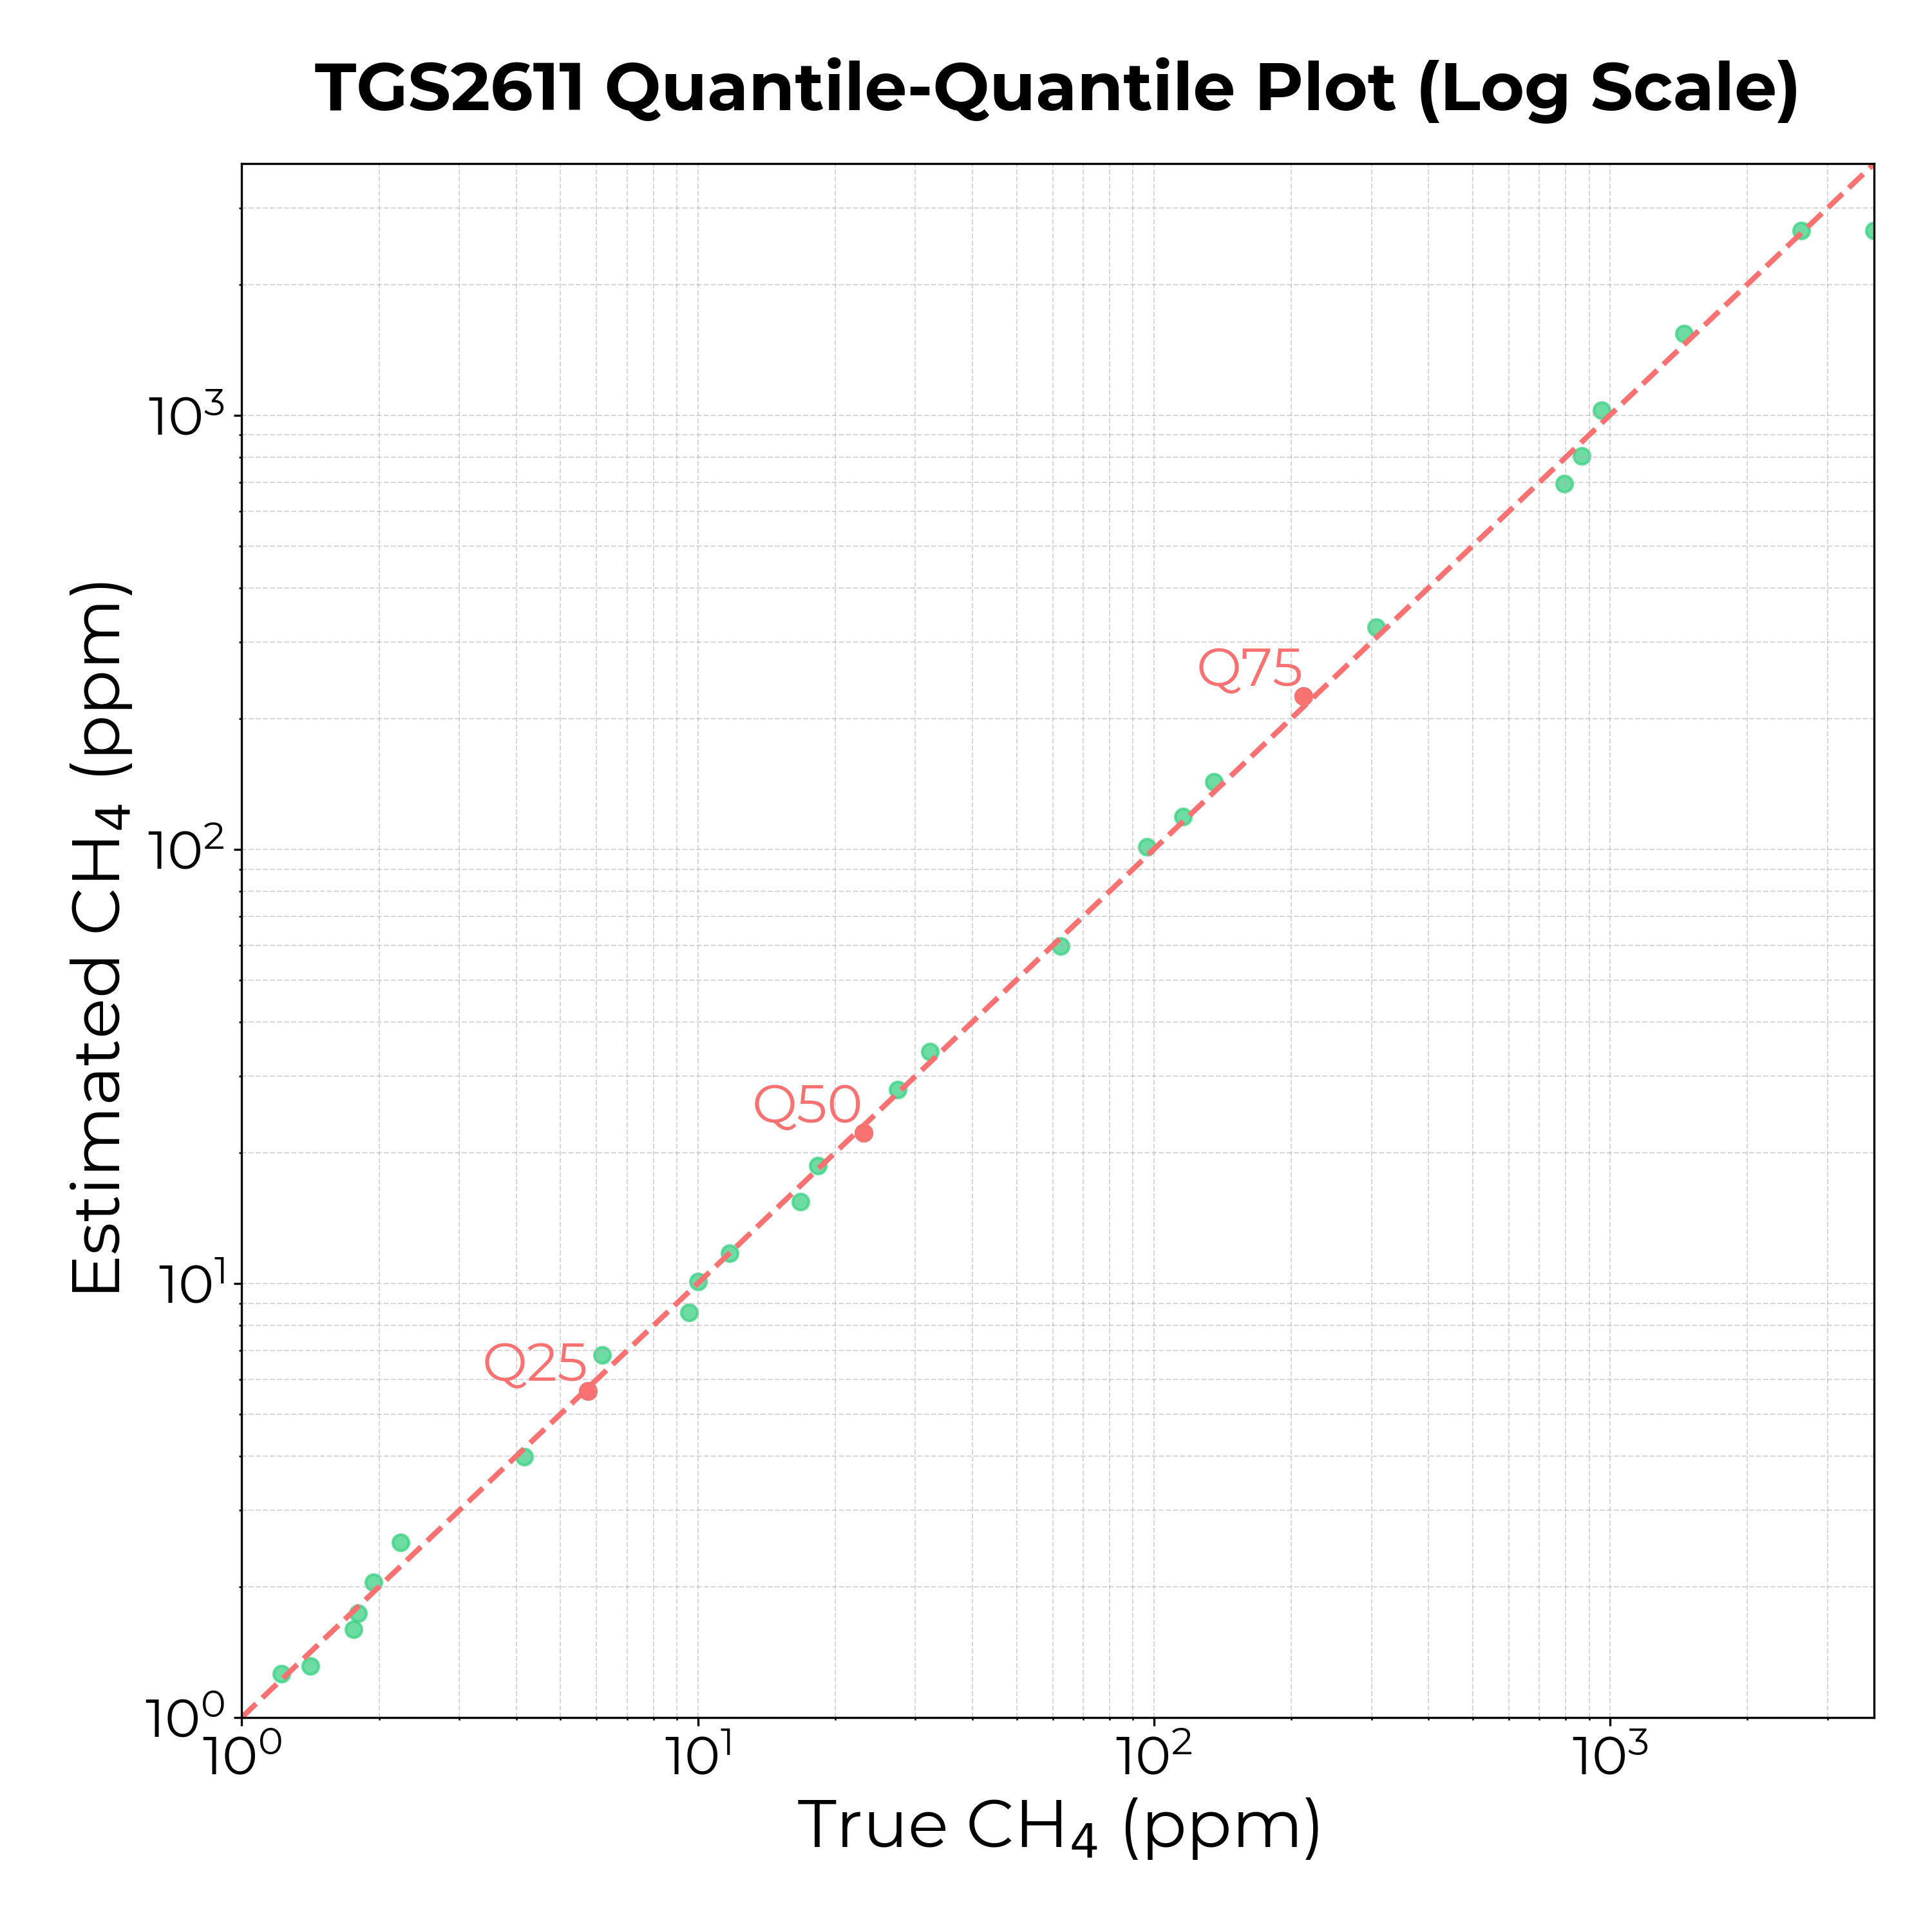 TGS2611 Quantile-Quantile Plot (Log Scale)
Estimated CH₄ (ppm)
10³
10²
10¹
10⁰
Q75
Q50
Q25
10⁰ 10¹ 10² 10³
True CH₄ (ppm)